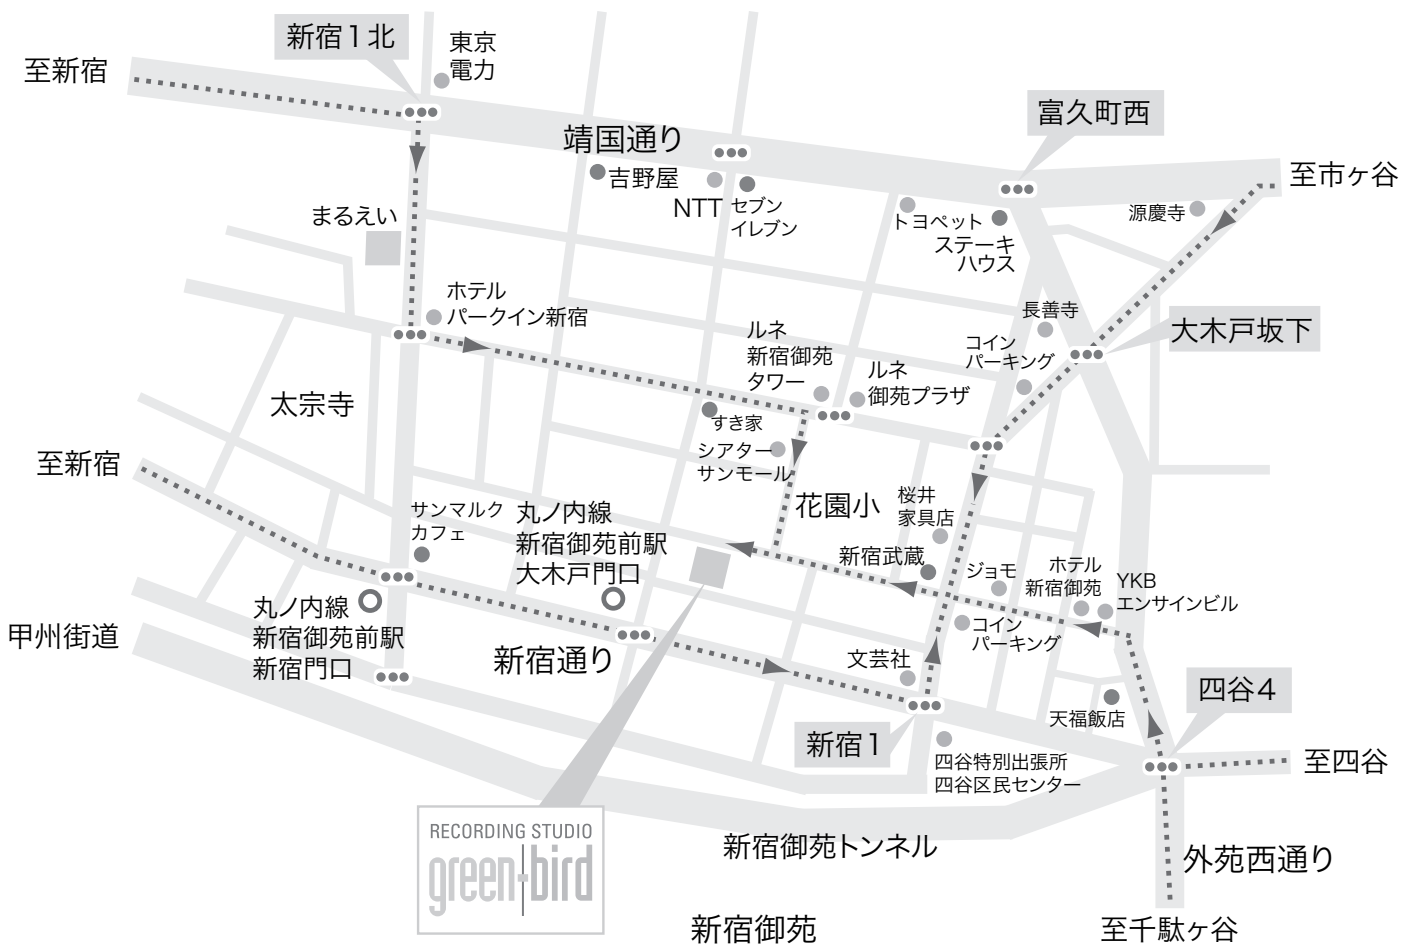 新宿1北
東京
電力
至新宿
富久町西
靖国通り
吉野屋
NTT
セブン
イレブン
至市ヶ谷
源慶寺
トヨペット
ステーキ
ハウス
まるえい
ホテル
パークイン新宿
長善寺
大木戸坂下
コイン
パーキング
ルネ
新宿御苑
タワー
ルネ
御苑プラザ
太宗寺
すき家
シアター
サンモール
至新宿
サンマルク
カフェ
丸ノ内線
新宿御苑前駅
大木戸門口
花園小
桜井
家具店
新宿武蔵
ジョモ
ホテル
新宿御苑
YKB
エンサインビル
丸ノ内線
新宿御苑前駅
新宿門口
甲州街道
コイン
パーキング
新宿通り
文芸社
四谷4
天福飯店
新宿1
四谷特別出張所
四谷区民センター
至四谷
RECORDING STUDIO
green bird
新宿御苑トンネル
外苑西通り
新宿御苑
至千駄ヶ谷